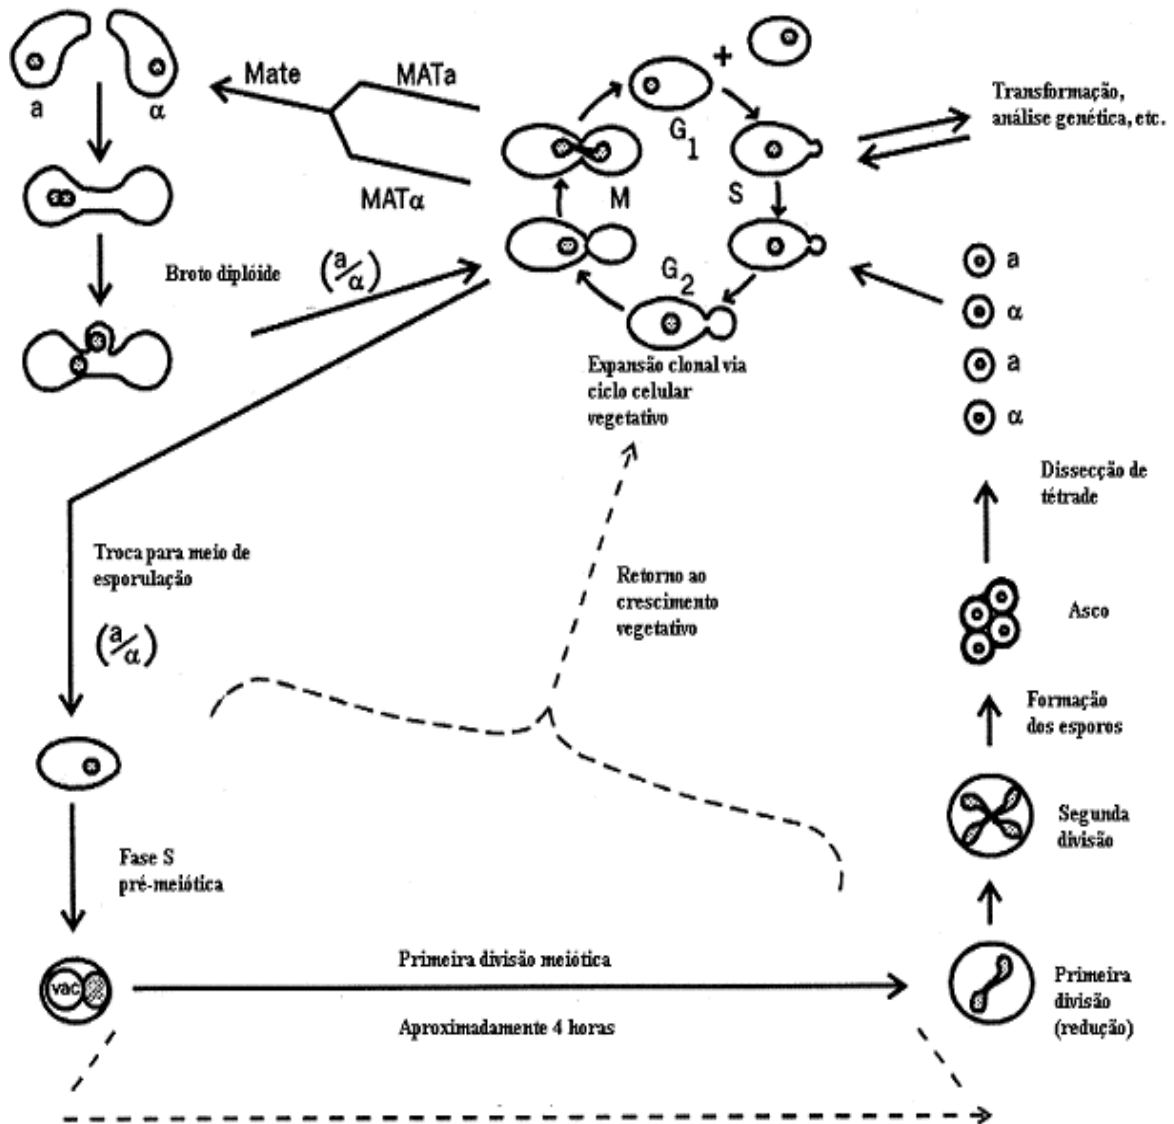 Mate
MATa
a
α
MATα
+
G1
S
M
G2
Transformação,
análise genética, etc.
Broto diplóide
(a/α)
a
α
a
α
Expansão clonal via
ciclo celular
vegetativo
Dissecção de
tétrade
Troca para meio de
esporulação
(a/α)
Retorno ao
crescimento
vegetativo
Asco
Formação
dos esporos
Segunda
divisão
Fase S
pré-meiótica
vac
Primeira divisão meiótica
Aproximadamente 4 horas
Primeira
divisão
(redução)